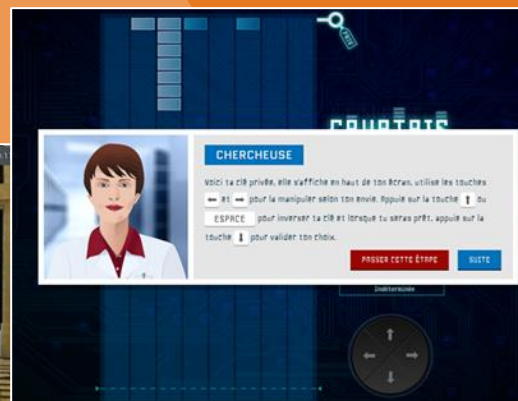 CRYPTRIS
CHERCHEUSE
Voici ta clé privée, elle s'affiche en haut de ton écran, utilise les touches
← et → pour la manipuler selon ton envie. Appuie sur la touche ↑ ou
ESPACE pour inverser ta clé et lorsque tu seras prêt, appuie sur la
touche ↓ pour valider ton choix.
PASSER CETTE ÉTAPE
SUITE
Indéterminée